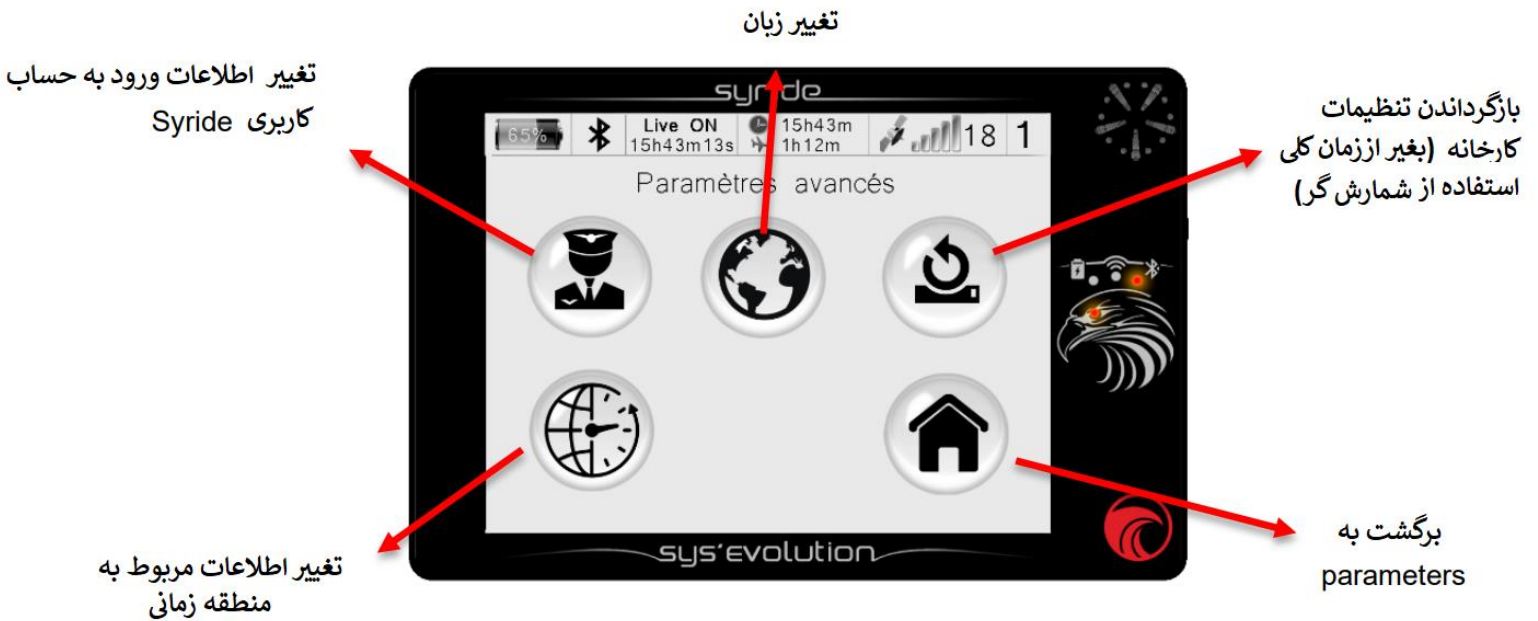 تغییر زبان
تغییر اطلاعات ورود به حساب
کاربری Syride
بازگرداندن تنظیمات
کارخانه (بغیر اززمان کلی
استفاده از شمارش گر)
syride
65%
Live ON
15h43m13s
15h43m
1h12m
18
1
Paramètres avancés
sys'evolution
تغییر اطلاعات مربوط به
منطقه زمانی
برگشت به
parameters